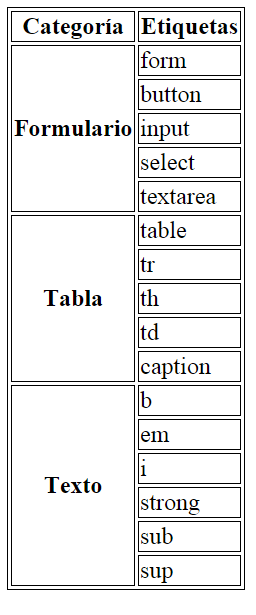 Categoría Etiquetas
Formulario form
button
input
select
textarea
Tabla table
tr
th
td
caption
Texto b
em
i
strong
sub
sup